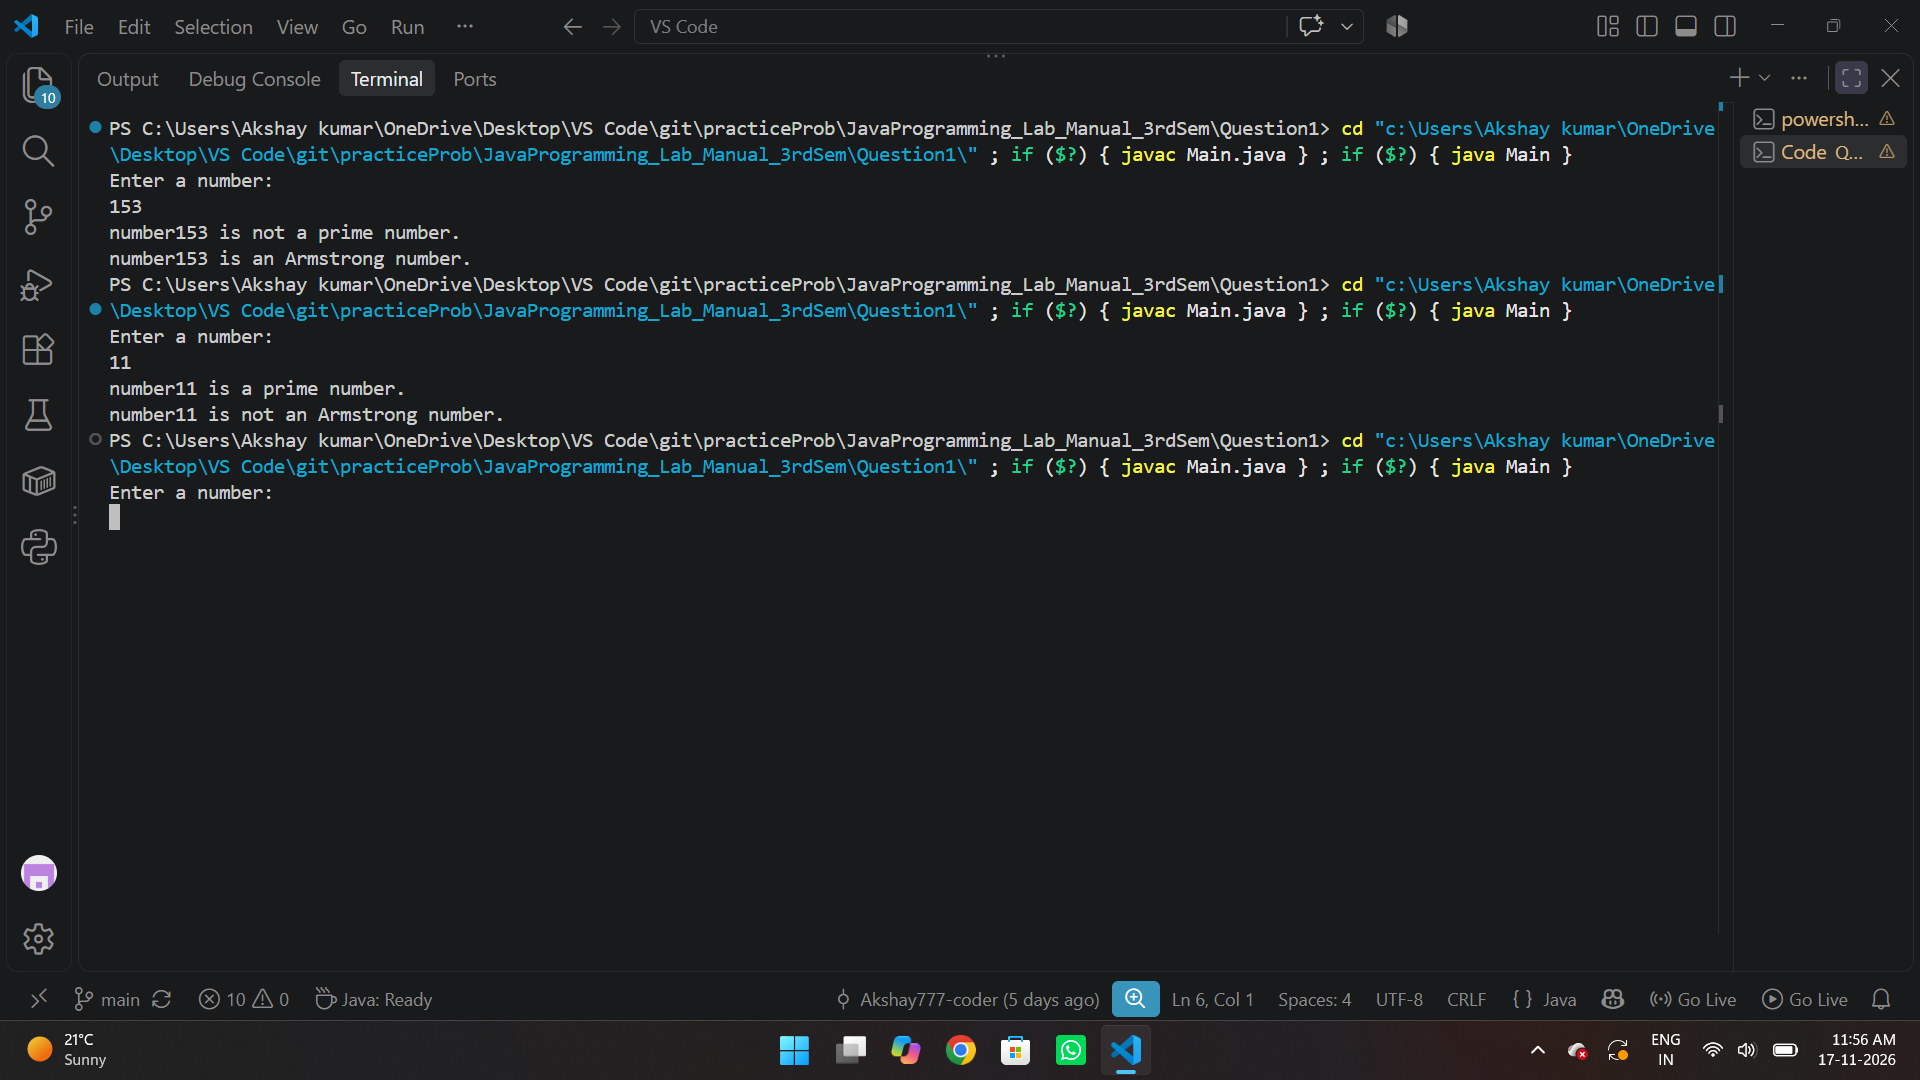 File Edit Selection View Go Run ··· VS Code
Output Debug Console Terminal Ports
10
PS C:\Users\Akshay kumar\OneDrive\Desktop\VS Code\git\practiceProb\JavaProgramming_Lab_Manual_3rdSem\Question1> cd "c:\Users\Akshay kumar\OneDrive
\Desktop\VS Code\git\practiceProb\JavaProgramming_Lab_Manual_3rdSem\Question1\" ; if ($?) { javac Main.java } ; if ($?) { java Main }
Enter a number:
153
number153 is not a prime number.
number153 is an Armstrong number.
PS C:\Users\Akshay kumar\OneDrive\Desktop\VS Code\git\practiceProb\JavaProgramming_Lab_Manual_3rdSem\Question1> cd "c:\Users\Akshay kumar\OneDrive
\Desktop\VS Code\git\practiceProb\JavaProgramming_Lab_Manual_3rdSem\Question1\" ; if ($?) { javac Main.java } ; if ($?) { java Main }
Enter a number:
11
number11 is a prime number.
number11 is not an Armstrong number.
PS C:\Users\Akshay kumar\OneDrive\Desktop\VS Code\git\practiceProb\JavaProgramming_Lab_Manual_3rdSem\Question1> cd "c:\Users\Akshay kumar\OneDrive
\Desktop\VS Code\git\practiceProb\JavaProgramming_Lab_Manual_3rdSem\Question1\" ; if ($?) { javac Main.java } ; if ($?) { java Main }
Enter a number:
powersh...
Code Q...
main 10 0 Java: Ready Akshay777-coder (5 days ago) Ln 6, Col 1 Spaces: 4 UTF-8 CRLF { } Java Go Live Go Live
21°C
Sunny
ENG
IN
11:56 AM
17-11-2026